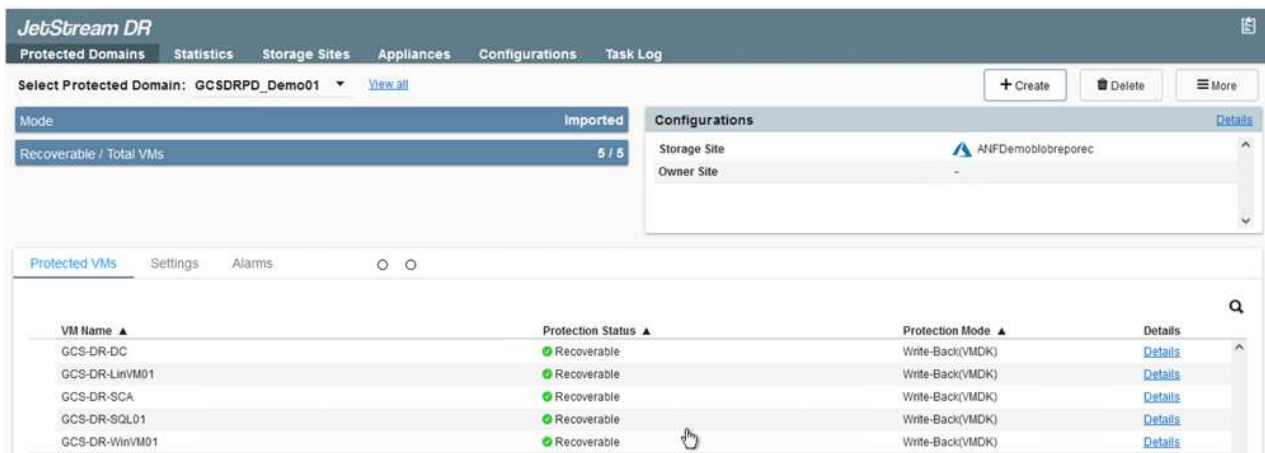 JetStream DR
Protected Domains Statistics Storage Sites Appliances Configurations Task Log
Select Protected Domain: GCSDRPD_Demo01 View all + Create Delete More
Mode Imported
Recoverable / Total VMs 5 / 5
Configurations Details
Storage Site ANFDemoblobreporec
Owner Site -
Protected VMs Settings Alarms
VM Name ▲ Protection Status ▲ Protection Mode ▲ Details
GCS-DR-DC Recoverable Write-Back(VMDK) Details
GCS-DR-LinVM01 Recoverable Write-Back(VMDK) Details
GCS-DR-SCA Recoverable Write-Back(VMDK) Details
GCS-DR-SQL01 Recoverable Write-Back(VMDK) Details
GCS-DR-WinVM01 Recoverable Write-Back(VMDK) Details